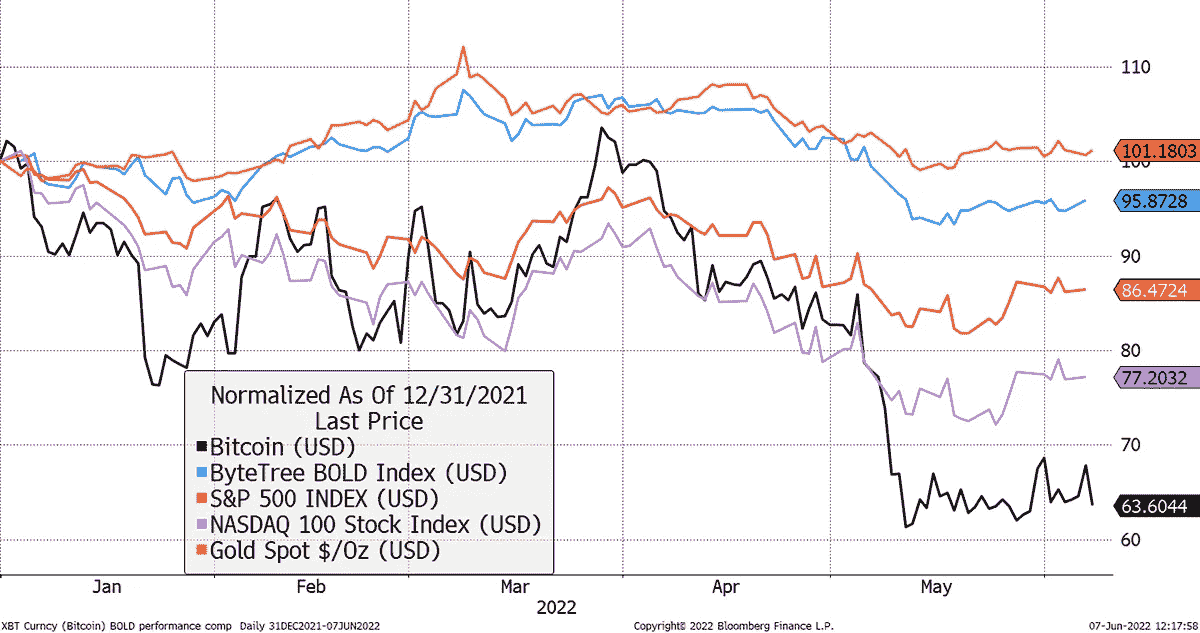 110
101.1803
100
95.8728
90
86.4724
80
77.2032
70
63.6044
60
Normalized As Of 12/31/2021
Last Price
Bitcoin (USD)
ByteTree BOLD Index (USD)
S&P 500 INDEX (USD)
NASDAQ 100 Stock Index (USD)
Gold Spot $/Oz (USD)
Jan Feb Mar Apr May
2022
XBT Curncy (Bitcoin) BOLD performance comp Daily 31DEC2021-07JUN2022 Copyright© 2022 Bloomberg Finance L.P. 07-Jun-2022 12:17:58